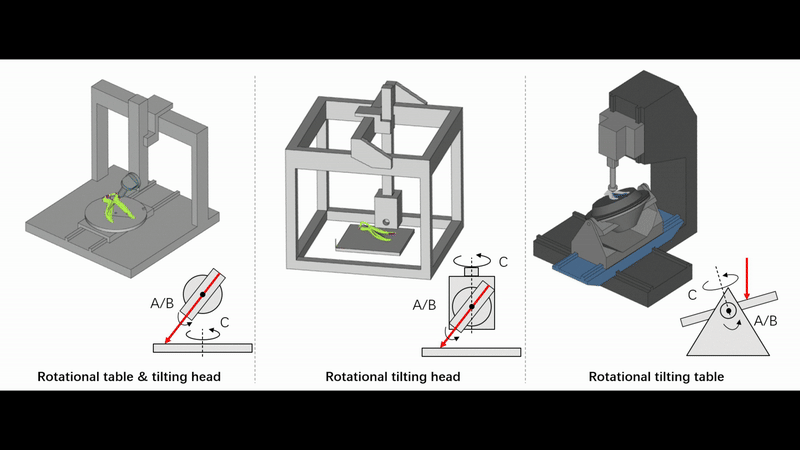 A/B
C
Rotational table & tilting head
C
A/B
Rotational tilting head
C
A/B
Rotational tilting table